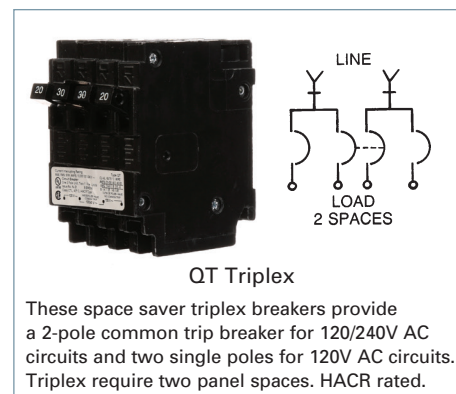 20 30 30 20
LINE
LOAD
2 SPACES
QT Triplex
These space saver triplex breakers provide
a 2-pole common trip breaker for 120/240V AC
circuits and two single poles for 120V AC circuits.
Triplex require two panel spaces. HACR rated.